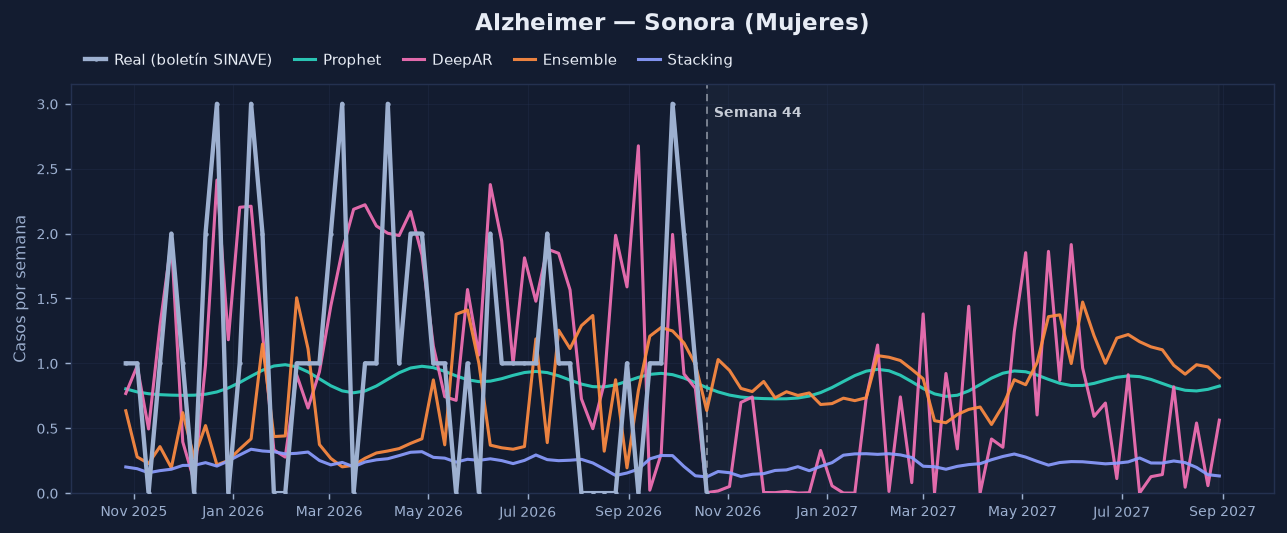 Alzheimer — Sonora (Mujeres)
Real (boletín SINAVE) Prophet DeepAR Ensemble Stacking
Semana 44
Casos por semana
3.0
2.5
2.0
1.5
1.0
0.5
0.0
Nov 2025 Jan 2026 Mar 2026 May 2026 Jul 2026 Sep 2026 Nov 2026 Jan 2027 Mar 2027 May 2027 Jul 2027 Sep 2027